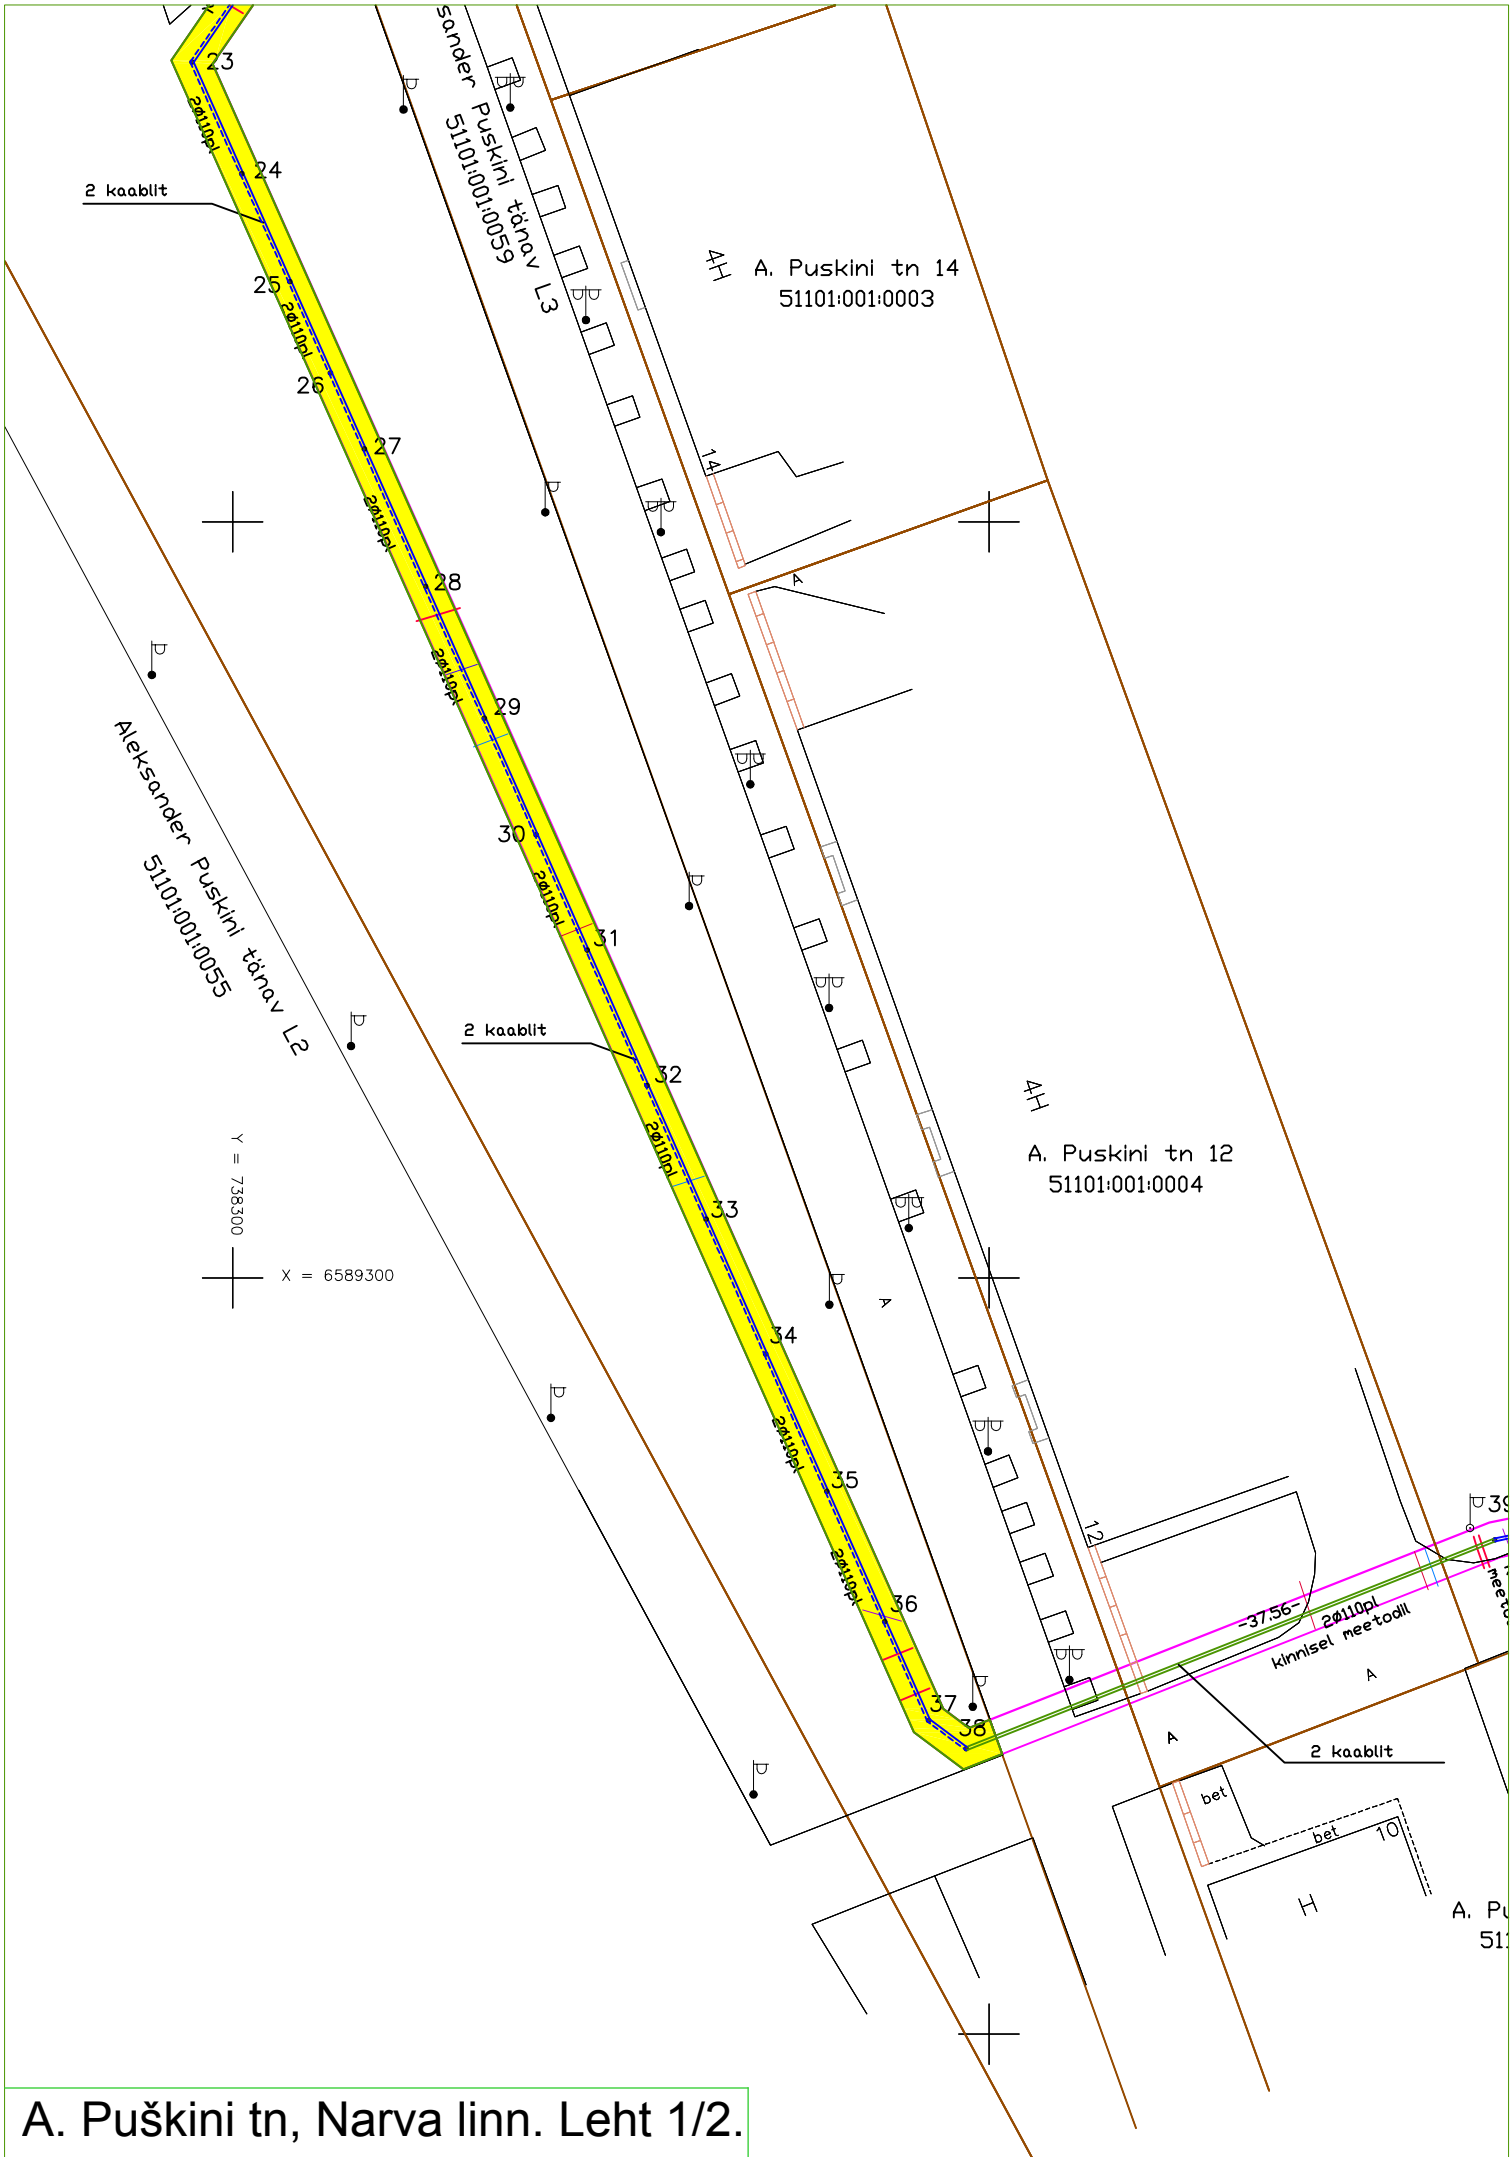 23
2ø110pl
24
2 kaablit
sander Puskini tänav L3
51101:001:0059
4H
A. Puskini tn 14
51101:001:0003
25
2ø110pl
26
27
14
2ø110pl
28
A
2ø110pl
29
Aleksander Puskini tänav L2
51101:001:0055
30
2ø110pl
31
2 kaablit
32
4H
A. Puskini tn 12
51101:001:0004
2ø110pl
33
Y = 738300
X = 6589300
A
34
2ø110pl
35
12
39
2ø110pl
36
-37.56-
2ø110pl
kinnisel meetodil
37
38
A
A
2 kaablit
bet
bet
10
H
A. Pu
511
A. Puškini tn, Narva linn. Leht 1/2.